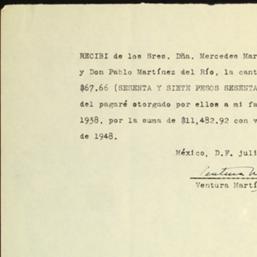 RECIBI de los Sres. Dña. Mercedes Mar
y Don Pablo Martínez del Río, la cant
$67.66 (SESENTA Y SIETE PESOS SESENTA
del pagaré otorgado por ellos a mi fa
1938, por la suma de $11,482.92 con v
de 1948.
México, D.F. juli
Ventura M
Ventura Martí